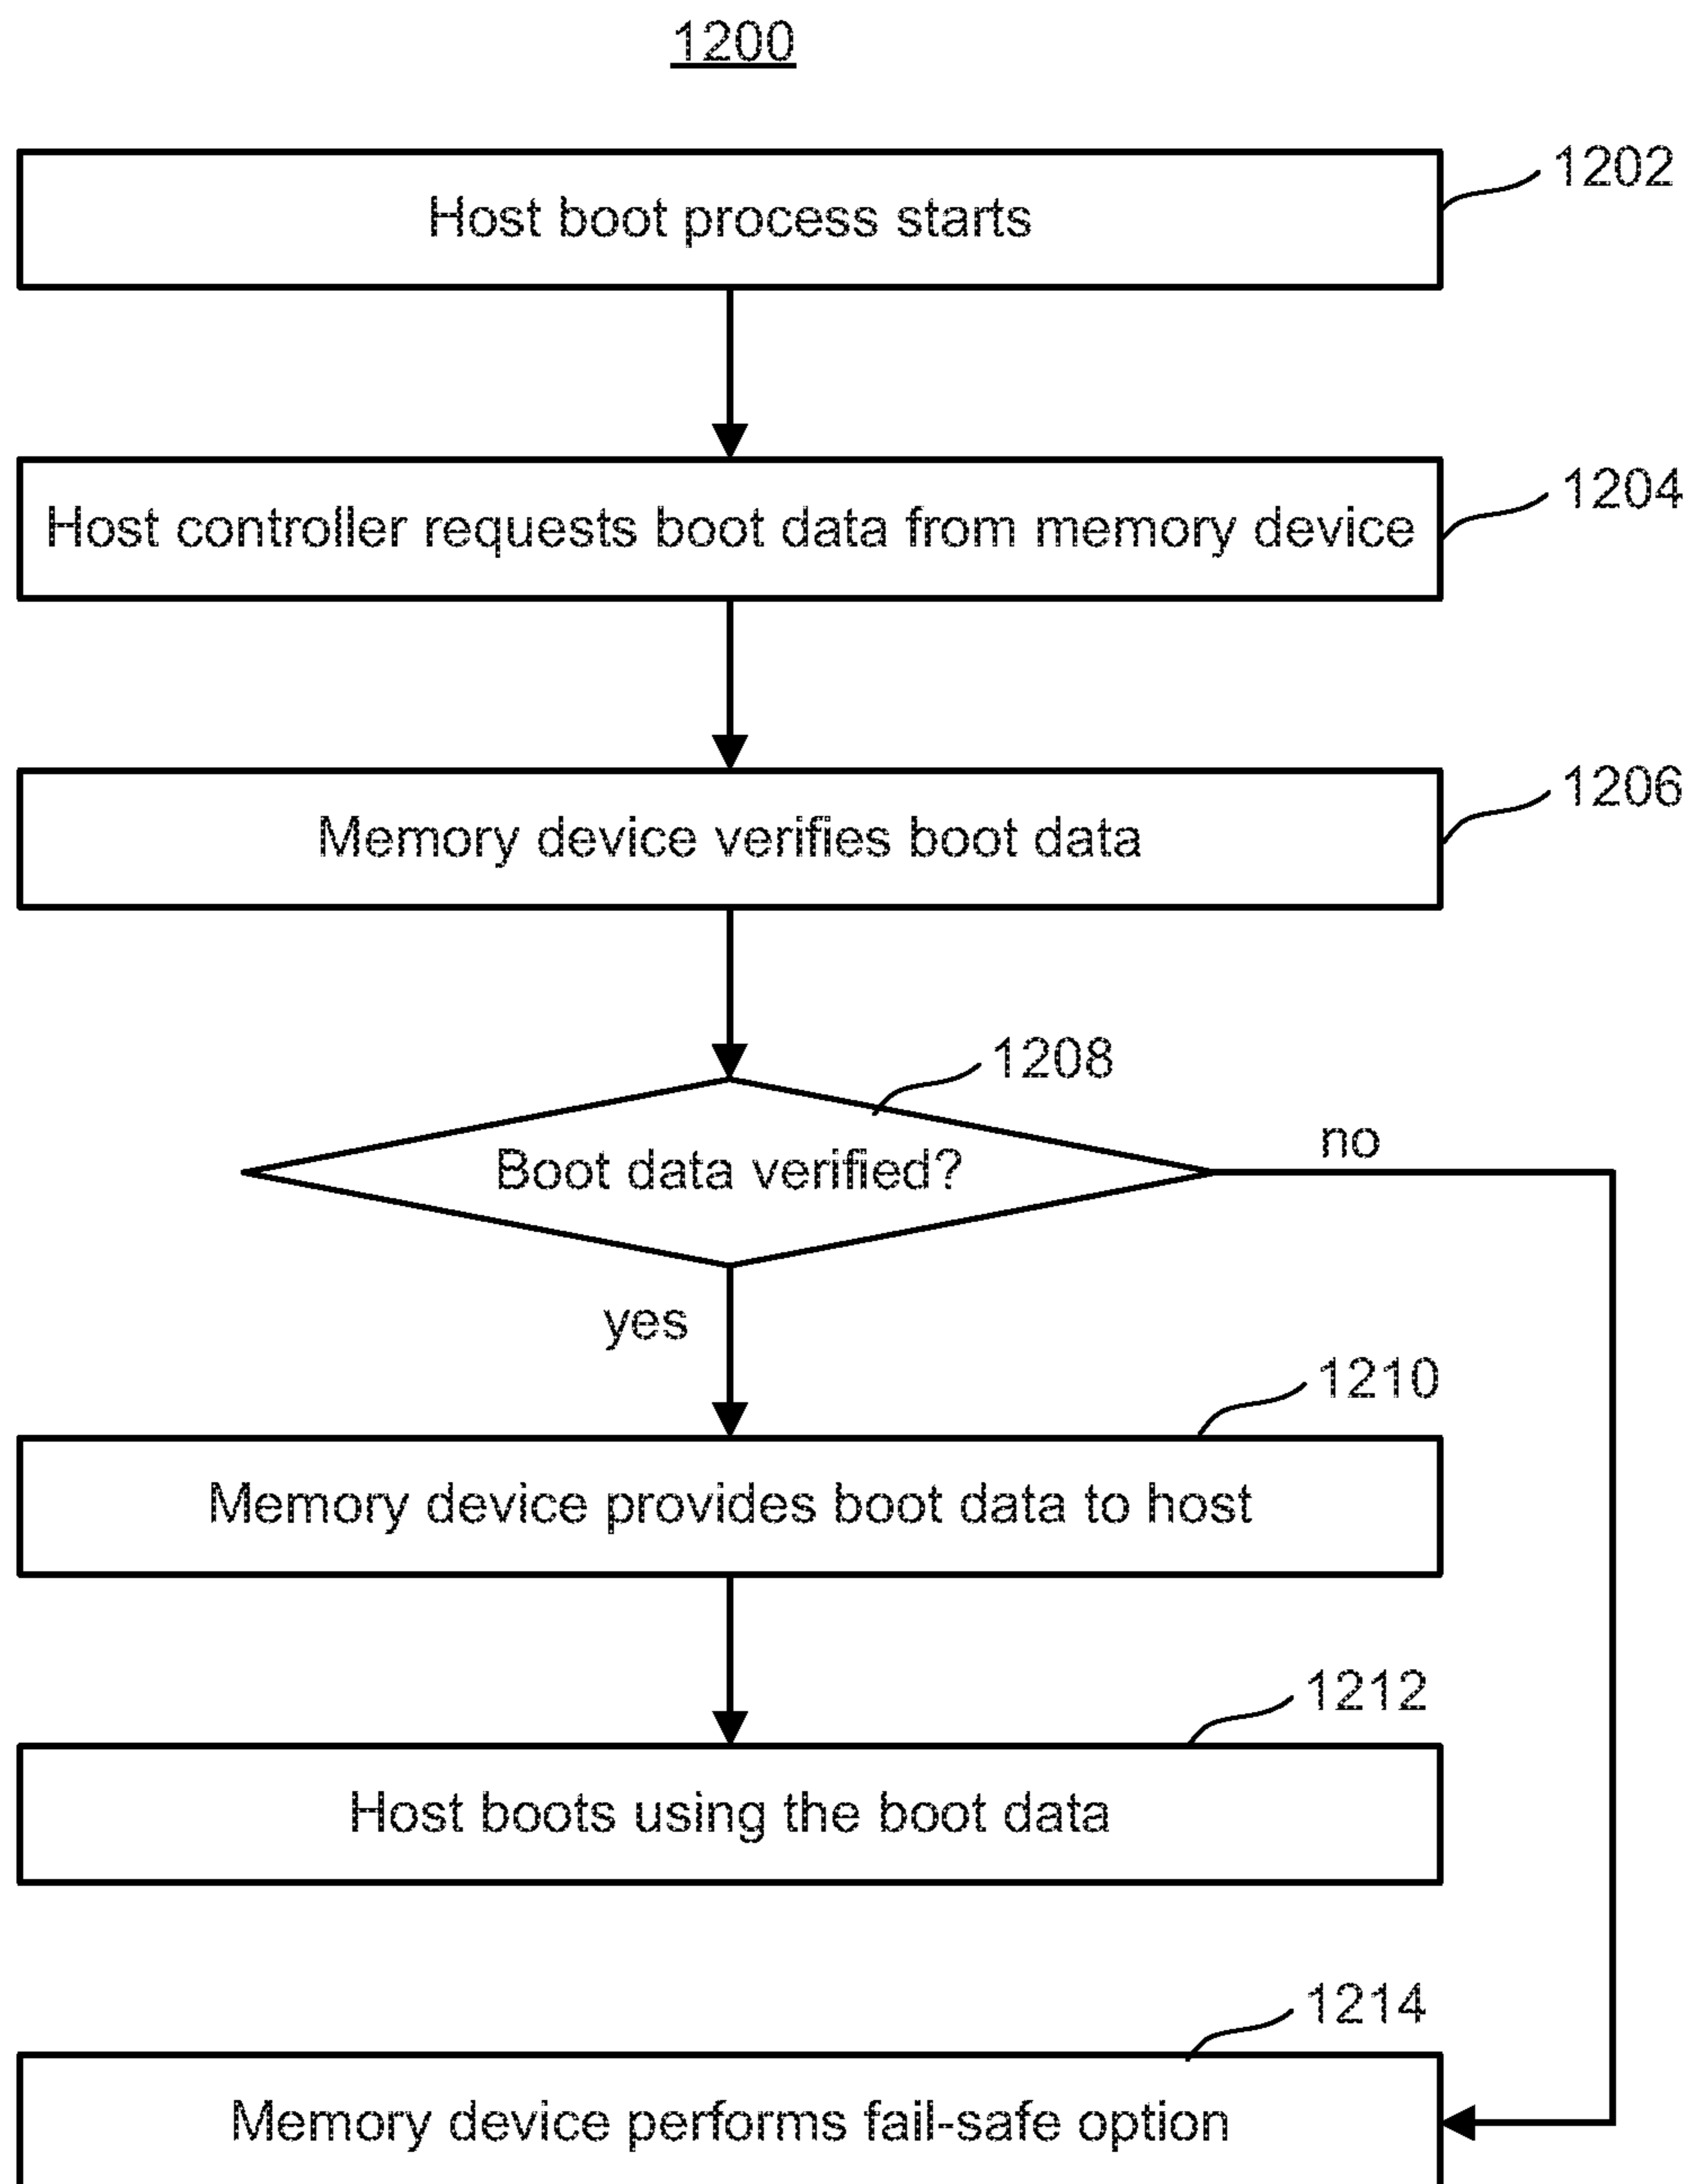 1200
Host boot process starts
1202
Host controller requests boot data from memory device
1204
Memory device verifies boot data
1206
1208
Boot data verified?
no
yes
1210
Memory device provides boot data to host
1212
Host boots using the boot data
1214
Memory device performs fail-safe option